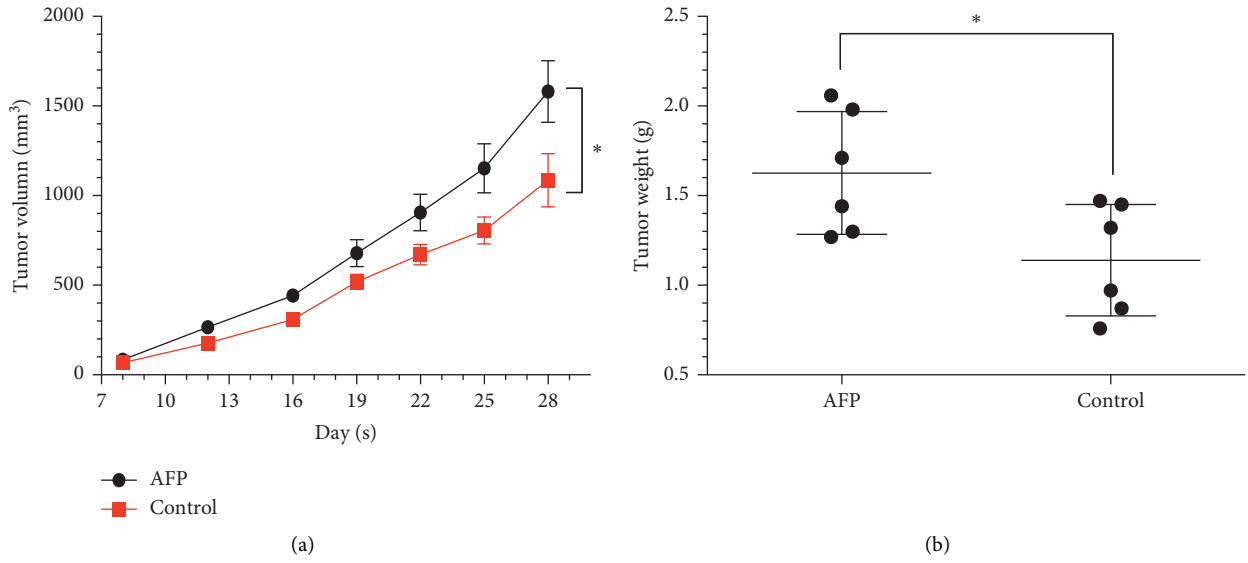 2000
1500
1000
500
0
Tumor volumn (mm³)
*
7 10 13 16 19 22 25 28
Day (s)
AFP
Control
(a)
2.5
2.0
1.5
1.0
0.5
Tumor weight (g)
*
AFP Control
(b)